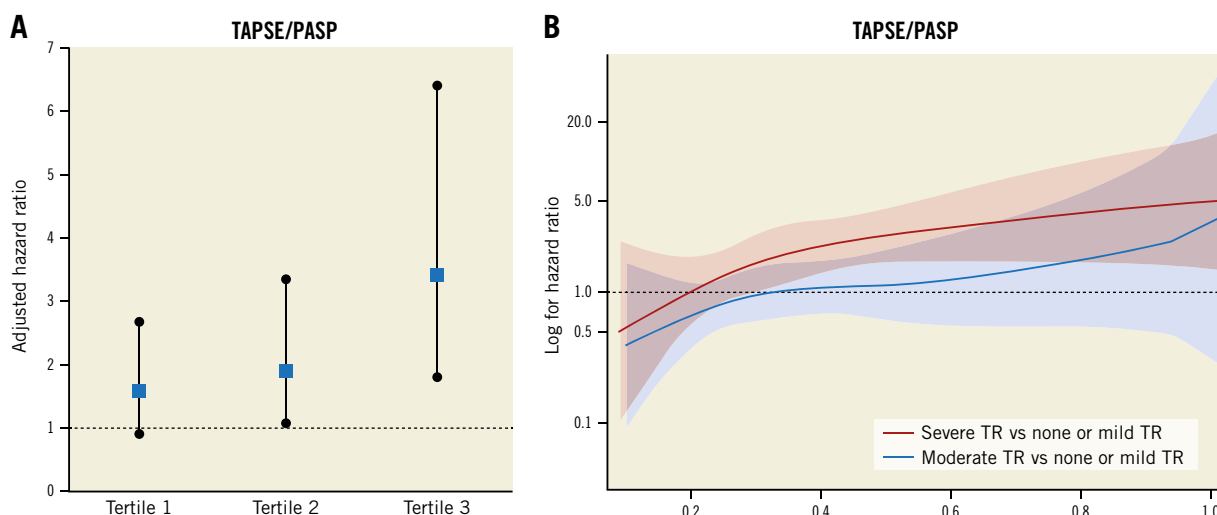 A
TAPSE/PASP
7
6
5
4
3
2
1
0
Adjusted hazard ratio
Tertile 1
Tertile 2
Tertile 3
B
TAPSE/PASP
20.0
5.0
1.0
0.5
0.1
Log for hazard ratio
Severe TR vs none or mild TR
Moderate TR vs none or mild TR
0.2
0.4
0.6
0.8
1.0